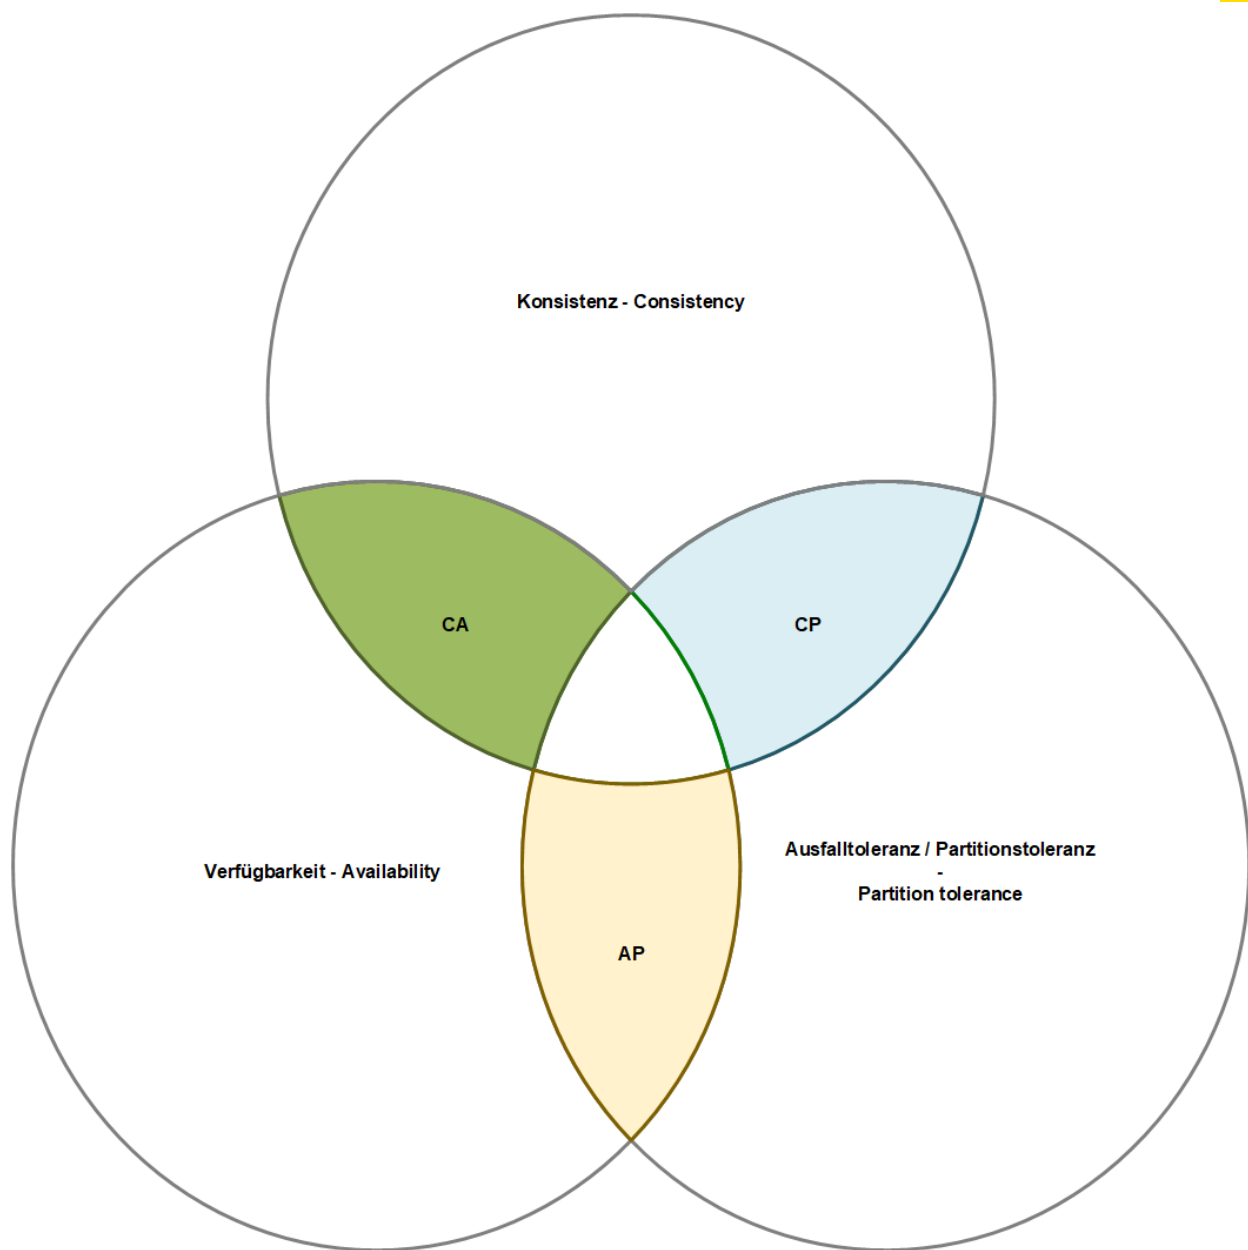 Konsistenz - Consistency
CA
CP
Verfügbarkeit - Availability
Ausfalltoleranz / Partitionstoleranz
-
Partition tolerance
AP